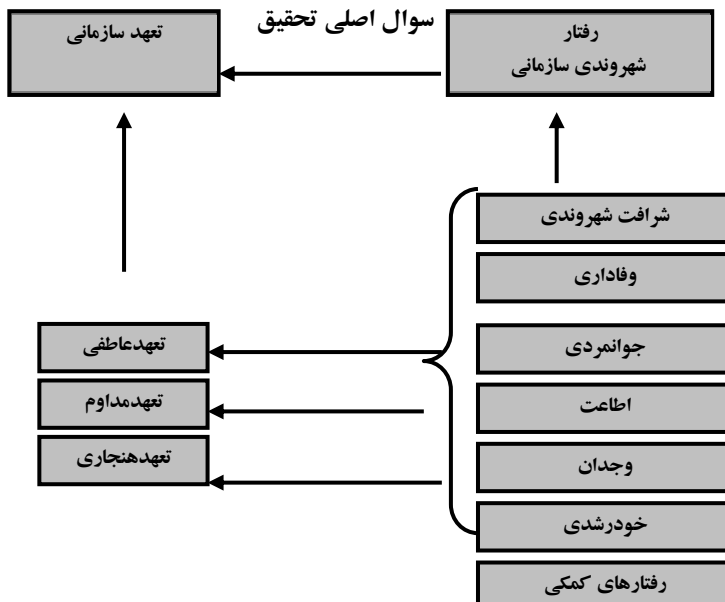 سوال اصلی تحقیق
رفتار
شهروندی سازمانی
تعهد سازمانی
شرافت شهروندی
وفاداری
جوانمردی
اطاعت
وجدان
خودرشدی
رفتارهای کمکی
تعهدعاطفی
تعهدمداوم
تعهدهنجاری